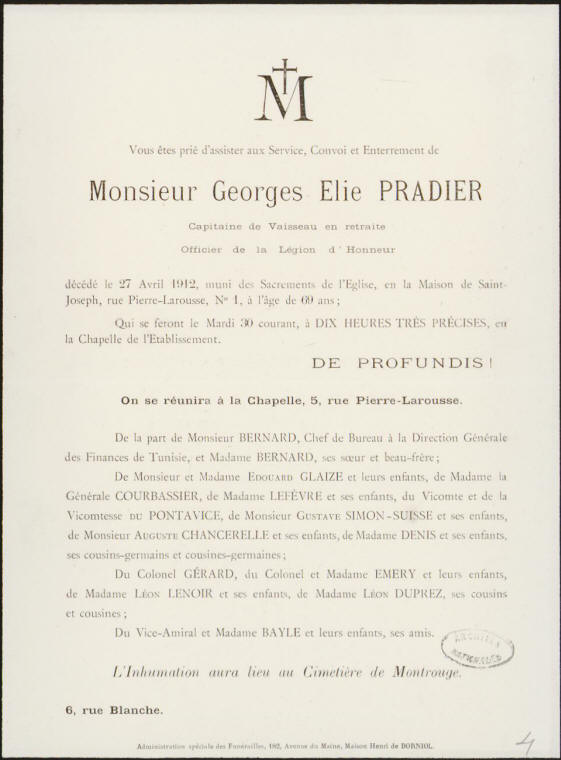 M
Vous êtes prié d'assister aux Service, Convoi et Enterrement de
Monsieur Georges Elie PRADIER
Capitaine de Vaisseau en retraite
Officier de la Légion d'Honneur
décédé le 27 Avril 1912, muni des Sacrements de l'Eglise, en la Maison de Saint-
Joseph, rue Pierre-Larousse, No 1, à l'âge de 69 ans ;
Qui se feront le Mardi 30 courant, à DIX HEURES TRÈS PRÉCISES, en
la Chapelle de l'Etablissement.
DE PROFUNDIS !
On se réunira à la Chapelle, 5, rue Pierre-Larousse.
De la part de Monsieur BERNARD, Chef de Bureau à la Direction Générale
des Finances de Tunisie, et Madame BERNARD, ses sœur et beau-frère ;
De Monsieur et Madame EDOUARD GLAIZE et leurs enfants, de Madame la
Générale COURBASSIER, de Madame LEFÈVRE et ses enfants, du Vicomte et de la
Vicomtesse DU PONTAVICE, de Monsieur GUSTAVE SIMON-SUISSE et ses enfants,
de Monsieur AUGUSTE CHANCERELLE et ses enfants, de Madame DENIS et ses enfants,
ses cousins-germains et cousines-germaines ;
Du Colonel GÉRARD, du Colonel et Madame EMERY et leurs enfants,
de Madame LÉON LENOIR et ses enfants, de Madame LÉON DUPREZ, ses cousins
et cousines ;
Du Vice-Amiral et Madame BAYLE et leurs enfants, ses amis.
ARCHIVES
NATIONALES
L'Inhumation aura lieu au Cimetière de Montrouge.
6, rue Blanche.
Administration spéciale des Funérailles, 182, Avenue du Maine, Maison Henri de BORNIOL.
4